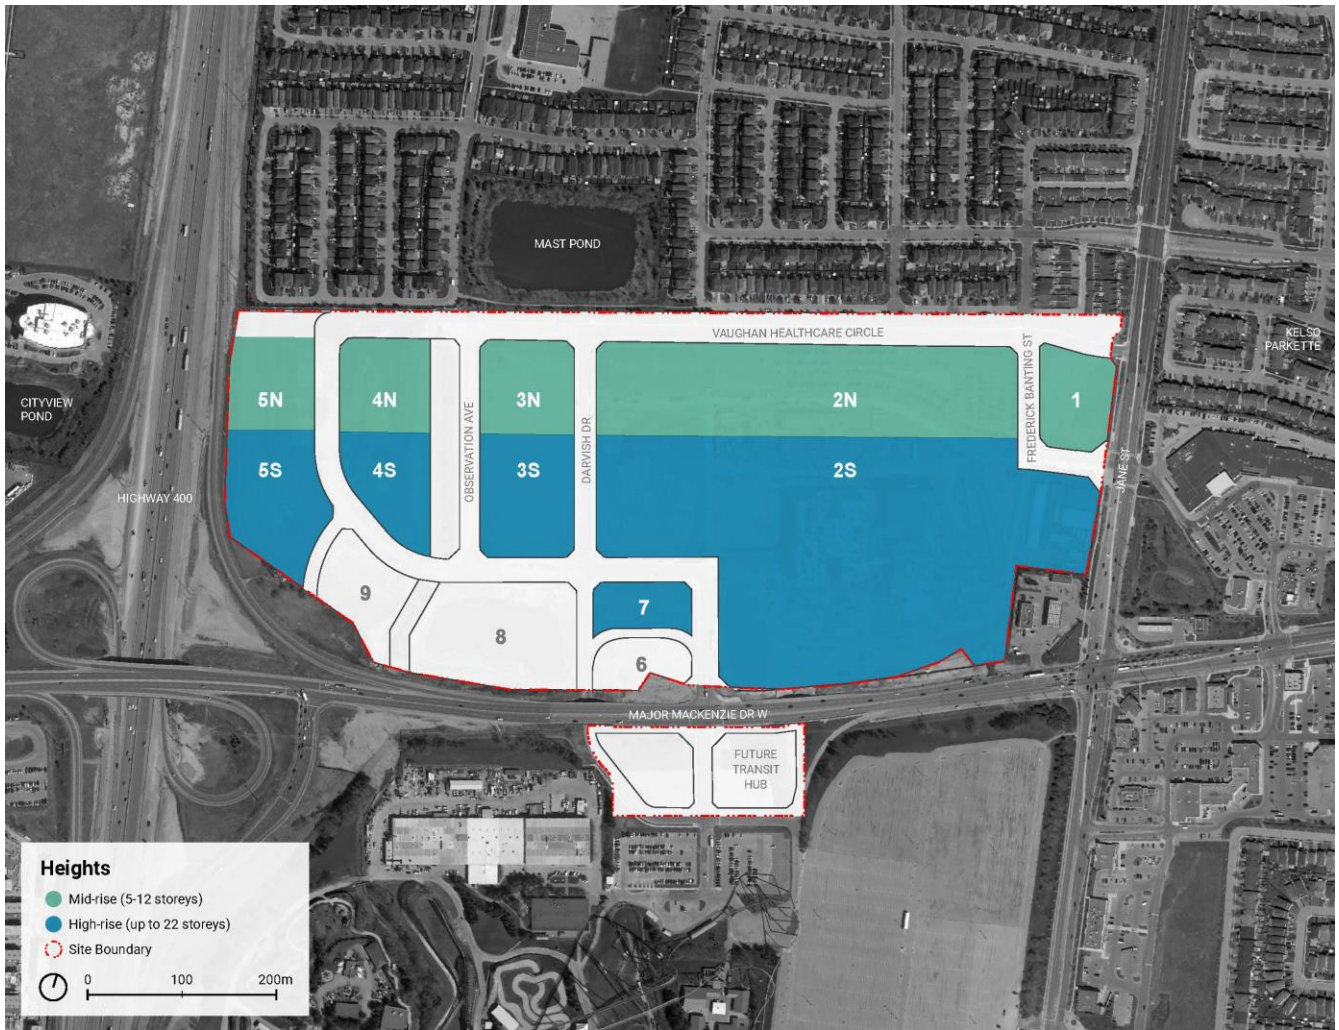 MAST POND
VAUGHAN HEALTHCARE CIRCLE
KELSO
PARKETTE
CITYVIEW
POND
5N
4N
3N
2N
1
OBSERVATION AVE
DARVISH DR
FREDERICK BANTING ST
5S
4S
3S
2S
JANE ST
HIGHWAY 400
9
8
7
6
MAJOR MACKENZIE DR W
FUTURE
TRANSIT
HUB
Heights
Mid-rise (5-12 storeys)
High-rise (up to 22 storeys)
Site Boundary
0 100 200m